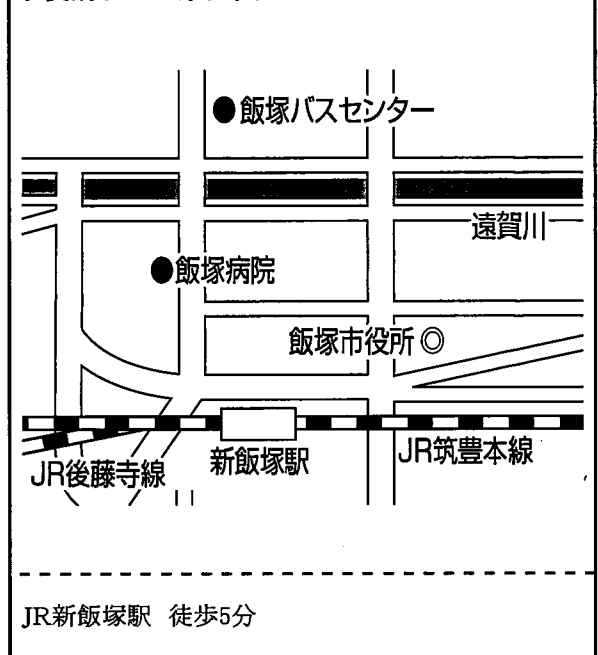 ●飯塚バスセンター
遠賀川
●飯塚病院
飯塚市役所◎
JR後藤寺線
新飯塚駅
JR筑豊本線
JR新飯塚駅 徒歩5分